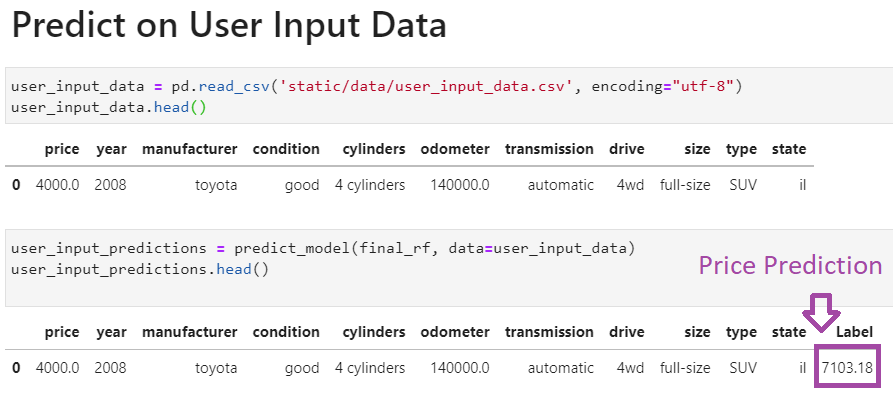 Predict on User Input Data
user_input_data = pd.read_csv('static/data/user_input_data.csv', encoding="utf-8")
user_input_data.head()
price year manufacturer condition cylinders odometer transmission drive size type state
0 4000.0 2008 toyota good 4 cylinders 140000.0 automatic 4wd full-size SUV il
user_input_predictions = predict_model(final_rf, data=user_input_data)
user_input_predictions.head()
Price Prediction
price year manufacturer condition cylinders odometer transmission drive size type state Label
0 4000.0 2008 toyota good 4 cylinders 140000.0 automatic 4wd full-size SUV il 7103.18